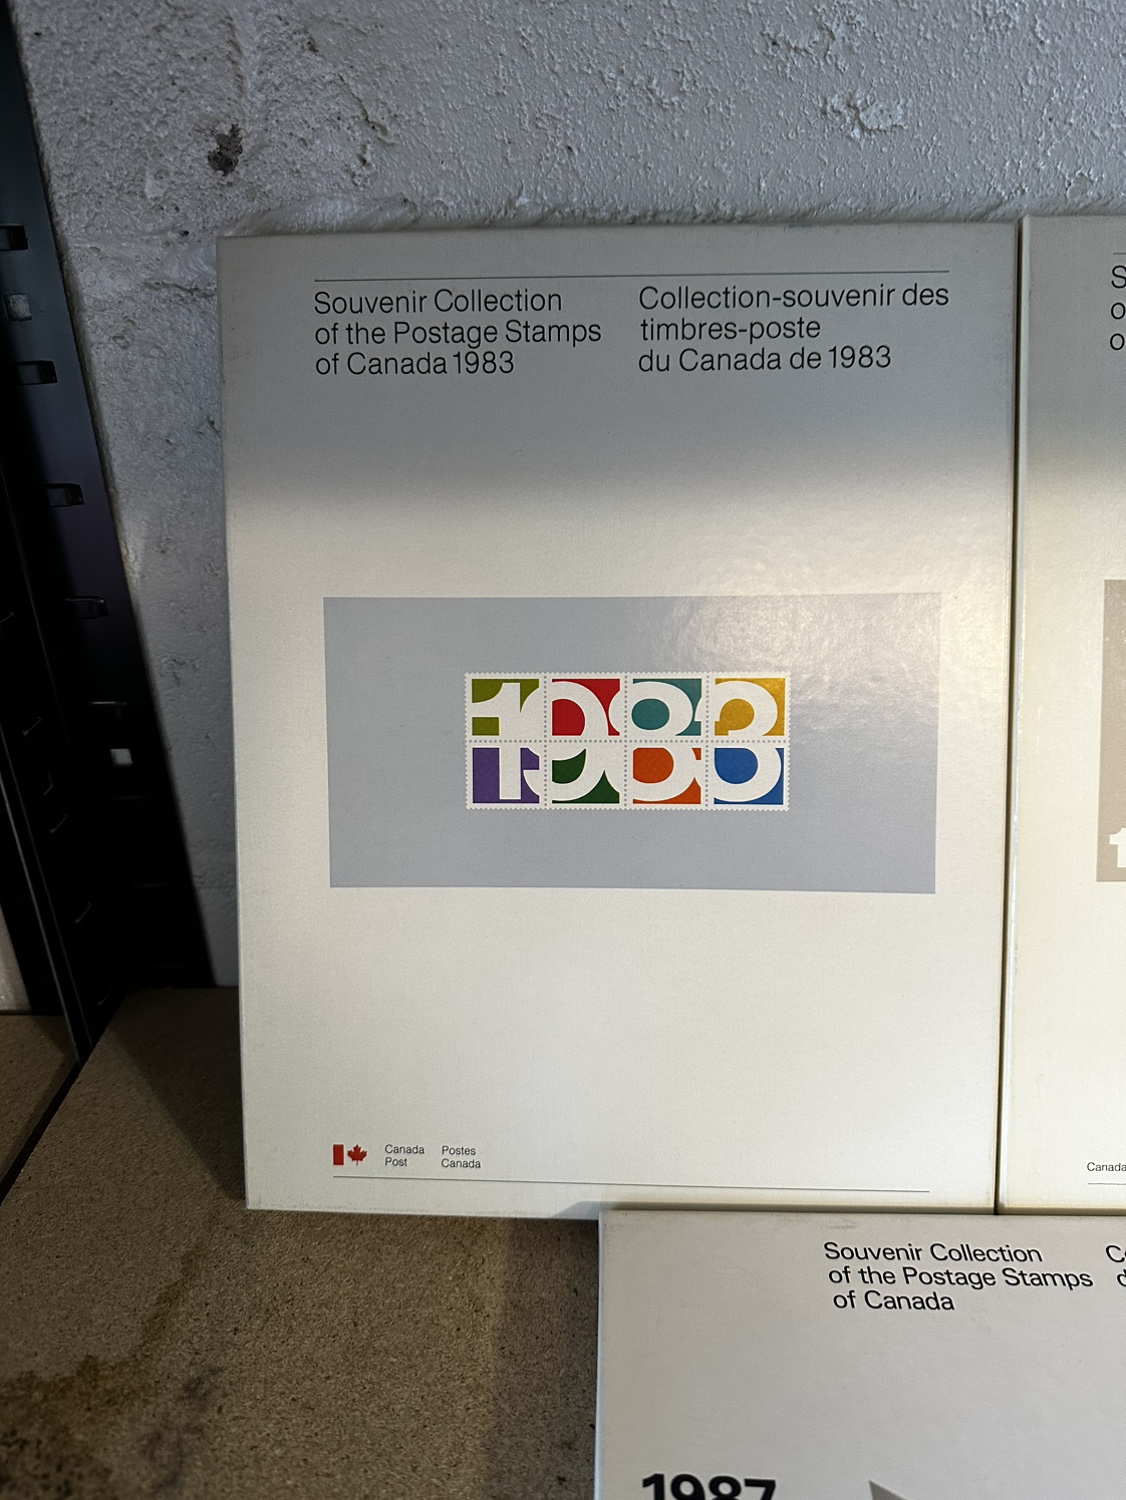 Souvenir Collection
of the Postage Stamps
of Canada 1983
Collection-souvenir des
timbres-poste
du Canada de 1983
1983
Canada
Post
Postes
Canada
Canada
Souvenir Collection
of the Postage Stamps
of Canada
1987